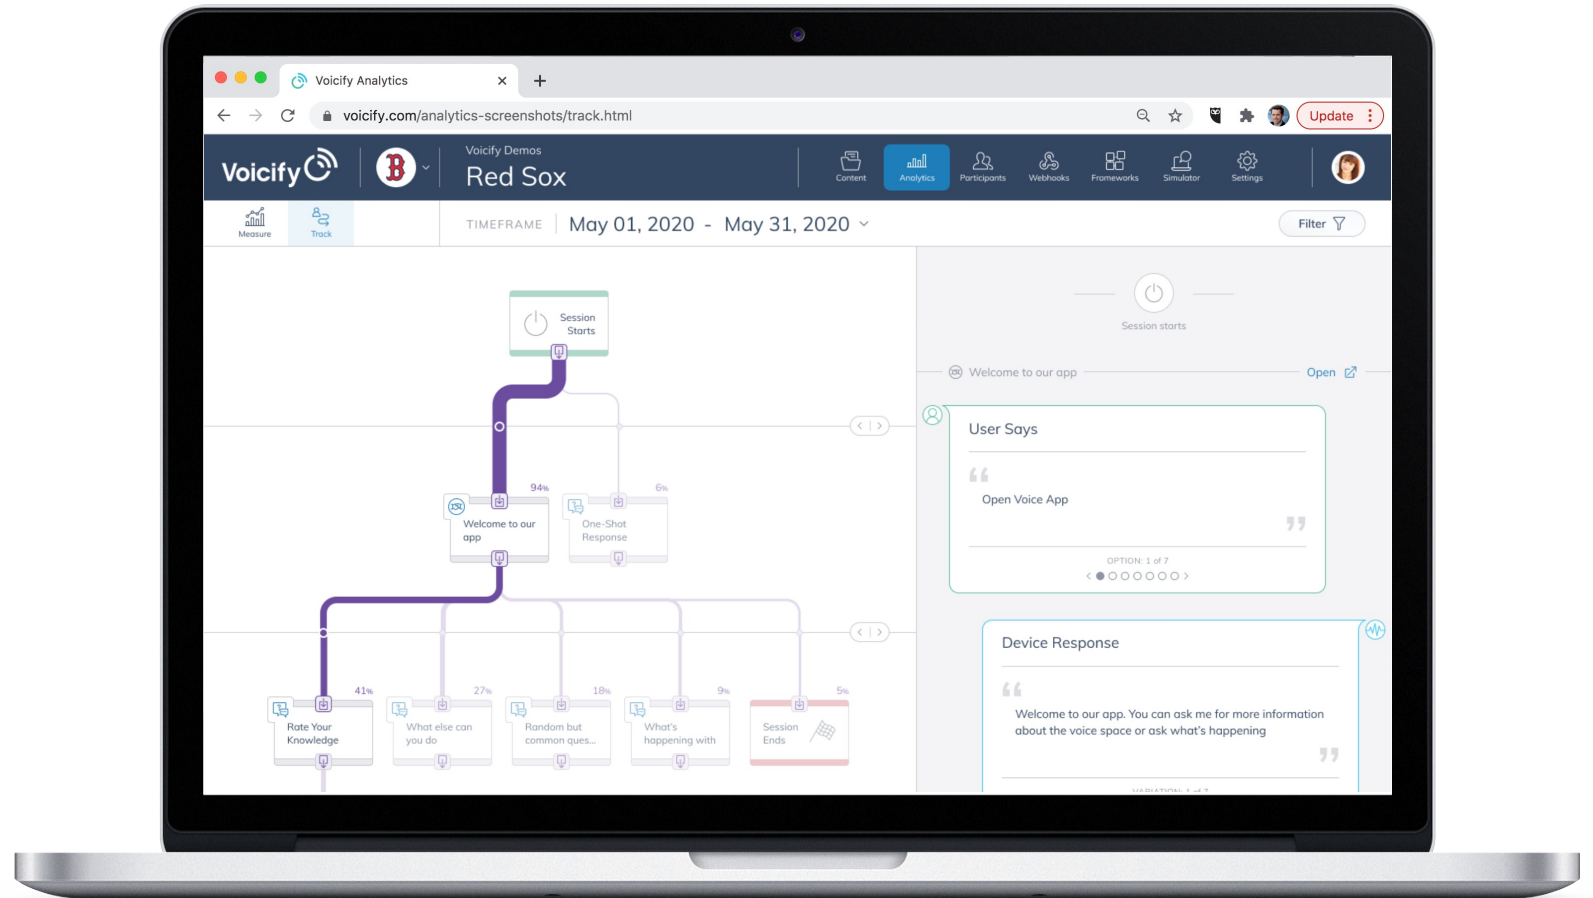 Voicify Analytics
voicify.com/analytics-screenshots/track.html
Update
Voicify
B
Voicify Demos
Red Sox
Content
Analytics
Participants
Webhooks
Frameworks
Simulator
Settings
Measure
Track
TIMEFRAME
May 01, 2020 - May 31, 2020
Filter
Session
Starts
94%
6%
Welcome to our
app
One-Shot
Response
41%
27%
18%
9%
5%
Rate Your
Knowledge
What else can
you do
Random but
common ques...
What's
happening with
Session
Ends
Session starts
Welcome to our app
Open
User Says
“
Open Voice App
”
OPTION: 1 of 7
Device Response
“
Welcome to our app. You can ask me for more information
about the voice space or ask what's happening
”
VARIATION: 1 of 7